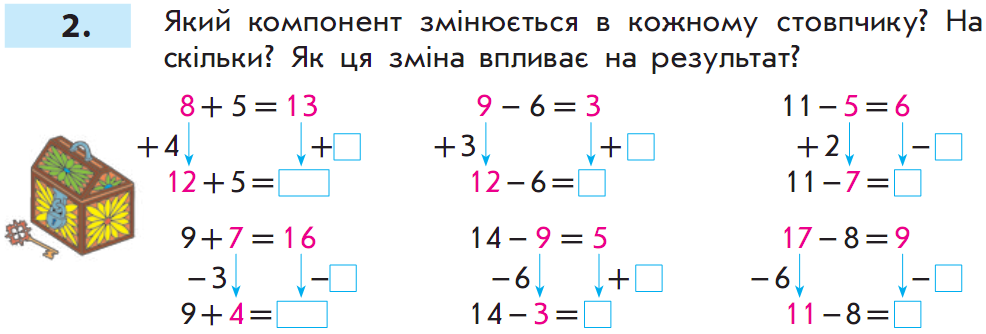 2. Який компонент змінюється в кожному стовпчику? На
скільки? Як ця зміна впливає на результат?
8 + 5 = 13
+ 4 + □
12 + 5 = □
9 − 6 = 3
+ 3 + □
12 − 6 = □
11 − 5 = 6
+ 2 − □
11 − 7 = □
9 + 7 = 16
− 3 − □
9 + 4 = □
14 − 9 = 5
− 6 + □
14 − 3 = □
17 − 8 = 9
− 6 − □
11 − 8 = □